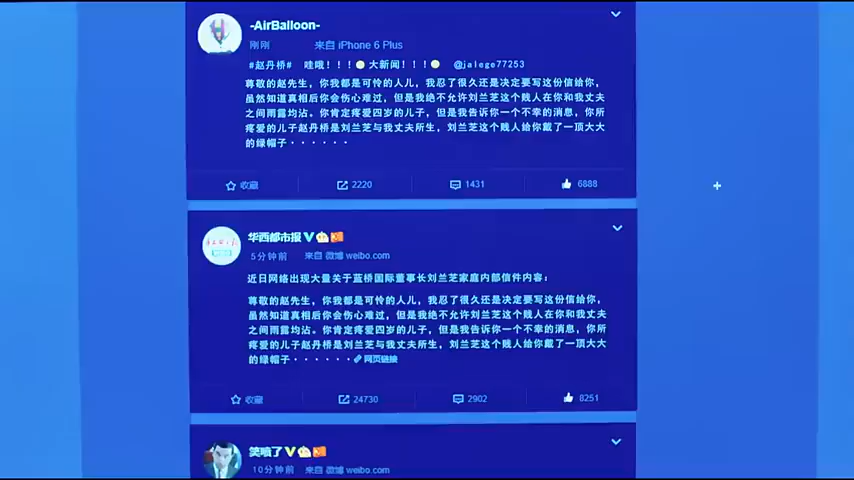 -AirBalloon-
刚刚 来自 iPhone 6 Plus
#赵丹桥# 哇哦！！！ 大新闻！！！ @jalege77253
尊敬的赵先生，你我都是可怜的人儿，我忍了很久还是决定要写这份信给你，
虽然知道真相后你会伤心难过，但是我绝不允许刘兰芝这个贱人在你和我丈夫
之间雨露均沾。你肯定疼爱四岁的儿子，但是我告诉你一个不幸的消息，你所
疼爱的儿子赵丹桥是刘兰芝与我丈夫所生，刘兰芝这个贱人给你戴了一顶大大
的绿帽子······
收藏 2220 1431 6888
华西都市报
5分钟前 来自 微博 weibo.com
近日网络出现大量关于蓝桥国际董事长刘兰芝家庭内部信件内容：
尊敬的赵先生，你我都是可怜的人儿，我忍了很久还是决定要写这份信给你，
虽然知道真相后你会伤心难过，但是我绝不允许刘兰芝这个贱人在你和我丈夫
之间雨露均沾。你肯定疼爱四岁的儿子，但是我告诉你一个不幸的消息，你所
疼爱的儿子赵丹桥是刘兰芝与我丈夫所生，刘兰芝这个贱人给你戴了一顶大大
的绿帽子······网页链接
收藏 24730 2902 8251
笑喷了
10分钟前 来自 微博 weibo.com